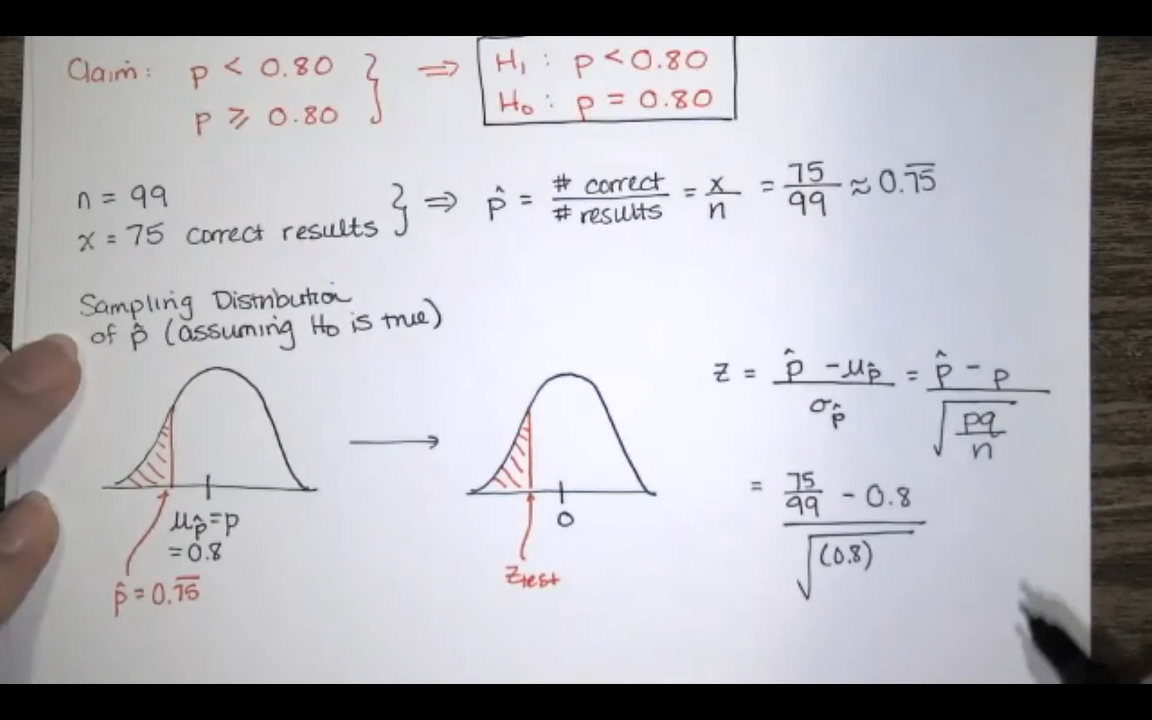 Claim: p < 0.80 } ⇒ H₁ : p < 0.80
p ⩾ 0.80 H₀ : p = 0.80
n = 99
x = 75 correct results } ⇒ p̂ = # correct / # results = x / n = 75 / 99 ≈ 0.7̅5̅
Sampling Distribution
of p̂ (assuming H₀ is true)
μp̂ = p
= 0.8
p̂ = 0.7̅5̅
→
0
Ztest
z = (p̂ - μp̂) / σp̂ = (p̂ - p) / √(pq / n)
= (75/99 - 0.8) / √(0.8)